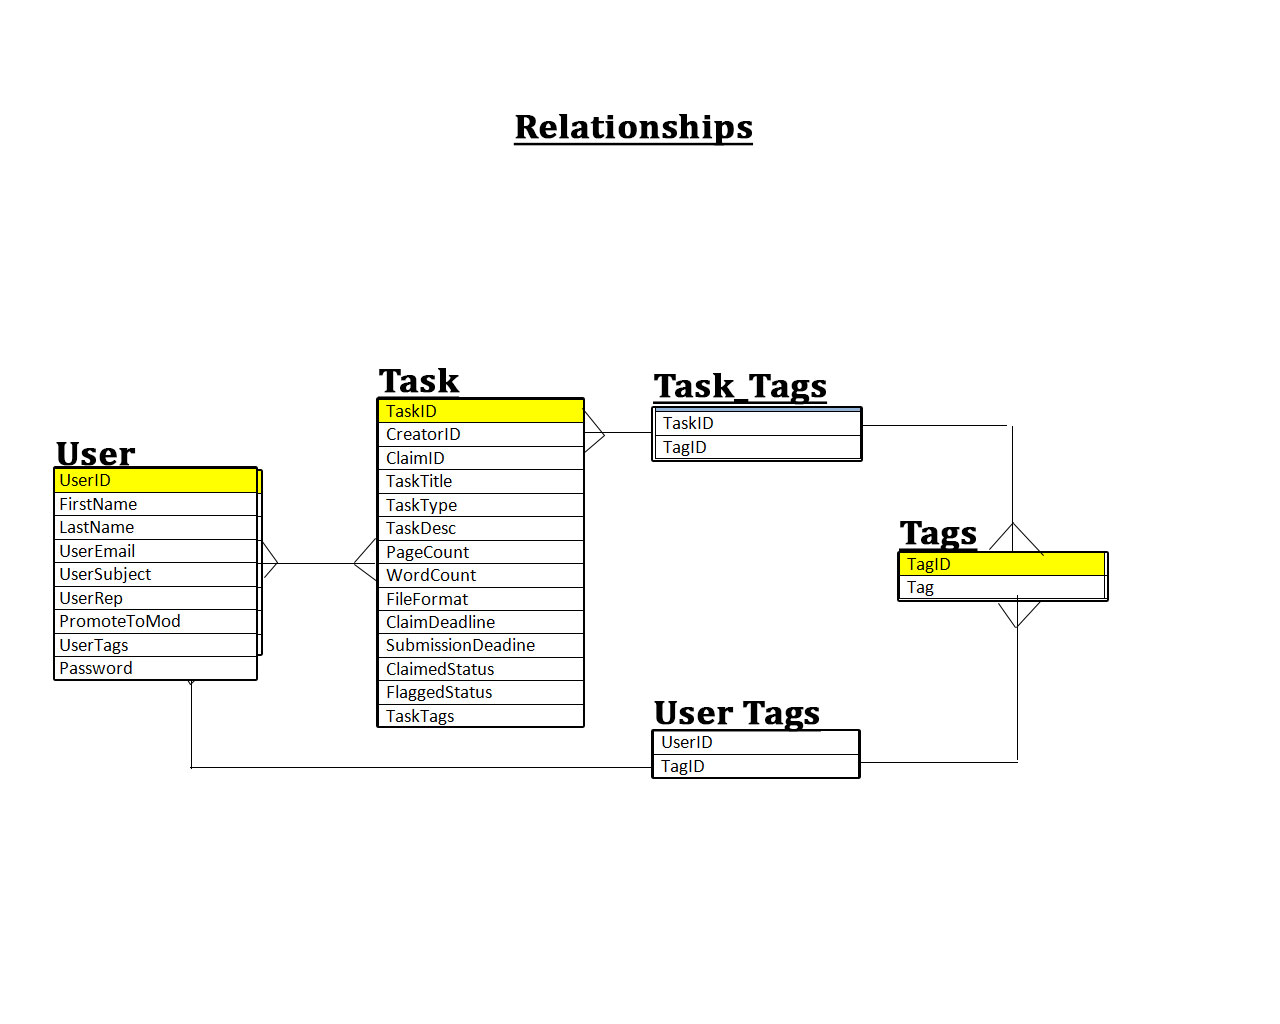 Relationships
User
UserID
FirstName
LastName
UserEmail
UserSubject
UserRep
PromoteToMod
UserTags
Password
Task
TaskID
CreatorID
ClaimID
TaskTitle
TaskType
TaskDesc
PageCount
WordCount
FileFormat
ClaimDeadline
SubmissionDeadine
ClaimedStatus
FlaggedStatus
TaskTags
Task_Tags
TaskID
TagID
Tags
TagID
Tag
User Tags
UserID
TagID